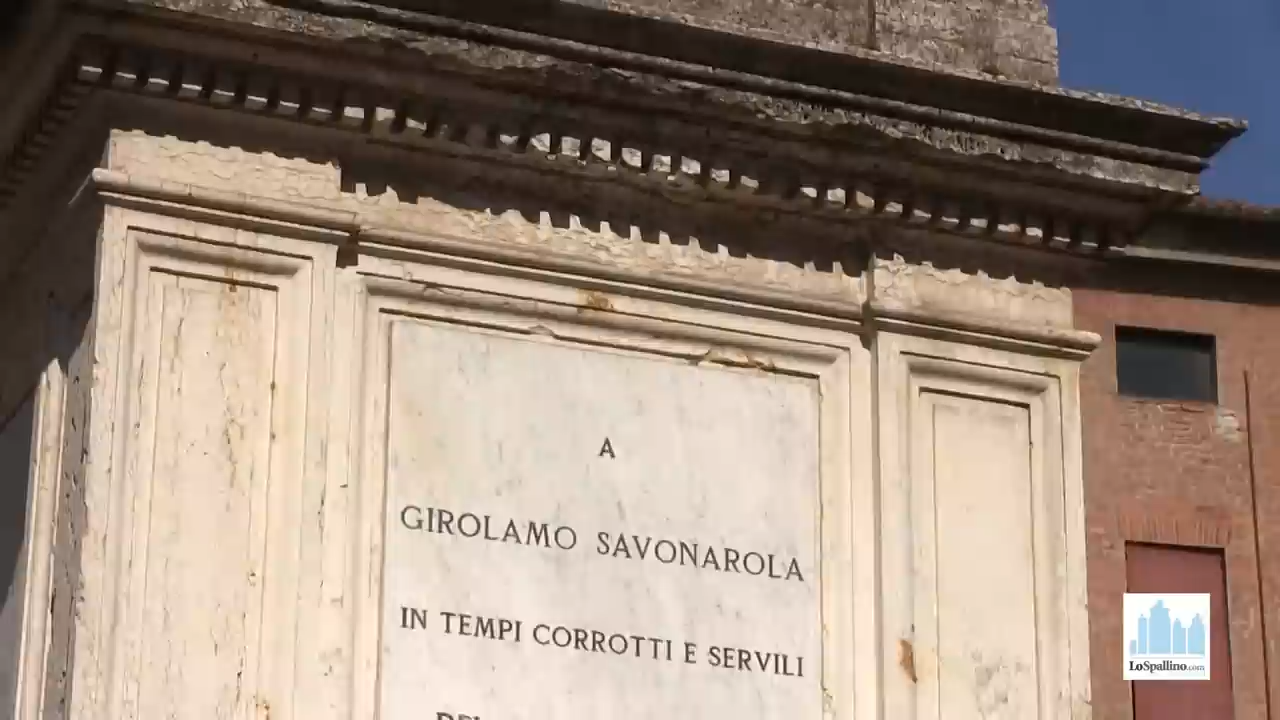 A
GIROLAMO SAVONAROLA
IN TEMPI CORROTTI E SERVILI
LoSpallino.com